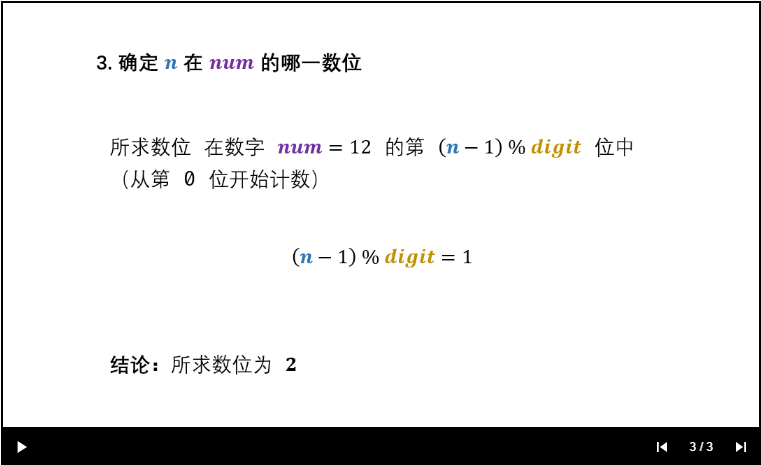 3. 确定 n 在 num 的哪一数位
所求数位 在数字 num = 12 的第 (n − 1) % digit 位中
（从第 0 位开始计数）
(n − 1) % digit = 1
结论：所求数位为 2
3 / 3